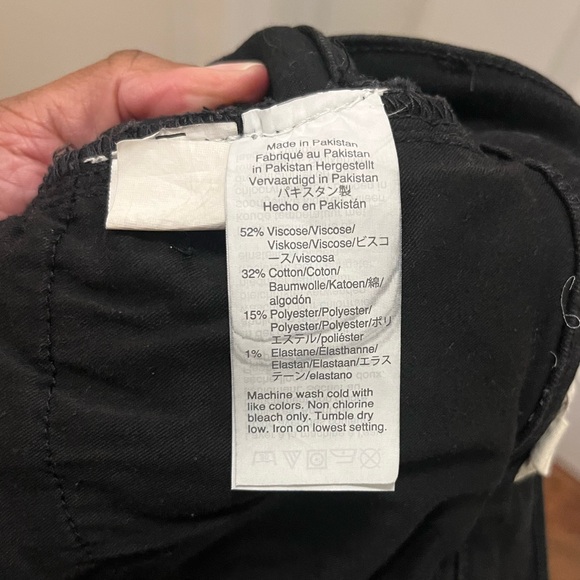 Made in Pakistan
Fabriqué au Pakistan
in Pakistan Hergestellt
Vervaardigd in Pakistan
パキスタン製
Hecho en Pakistán
52% Viscose/Viscose/
Viskose/Viscose/ビスコ
ース/viscosa
32% Cotton/Coton/
Baumwolle/Katoen/綿/
algodón
15% Polyester/Polyester/
Polyester/Polyester/ポリ
エステル/poliéster
1% Elastane/Élasthanne/
Elastan/Elastaan/エラス
テーン/elastano
Machine wash cold with
like colors. Non chlorine
bleach only. Tumble dry
low. Iron on lowest setting.